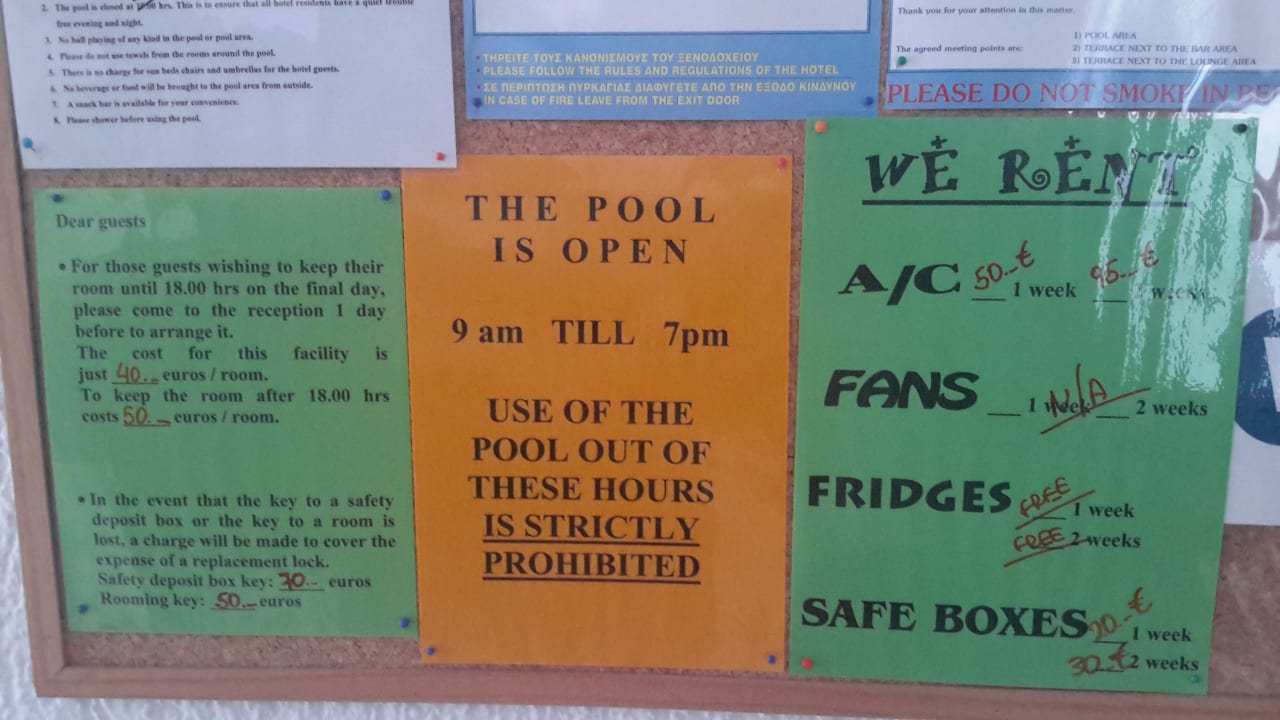 2. The pool is closed at hrs. This is to ensure that all hotel residents have a quiet trouble
free evening and night.
3. No ball playing of any kind in the pool or pool area.
4. Please do not use towels from the rooms around the pool.
5. There is no charge for sun beds chairs and umbrellas for the hotel guests.
6. No beverage or food will be brought to the pool area from outside.
7. A snack bar is available for your convenience.
8. Please shower before using the pool.
• ΤΗΡΕΙΤΕ ΤΟΥΣ ΚΑΝΟΝΙΣΜΟΥΣ ΤΟΥ ΞΕΝΟΔΟΧΕΙΟΥ
• PLEASE FOLLOW THE RULES AND REGULATIONS OF THE HOTEL
• ΣΕ ΠΕΡΙΠΤΩΣΗ ΠΥΡΚΑΓΙΑΣ ΔΙΑΦΥΓΕΤΕ ΑΠΟ ΤΗΝ ΕΞΟΔΟ ΚΙΝΔΥΝΟΥ
IN CASE OF FIRE LEAVE FROM THE EXIT DOOR
Thank you for your attention in this matter.
The agreed meeting points are:
1) POOL AREA
2) TERRACE NEXT TO THE BAR AREA
3) TERRACE NEXT TO THE LOUNGE AREA
PLEASE DO NOT SMOKE IN
Dear guests
• For those guests wishing to keep their
room until 18.00 hrs on the final day,
please come to the reception 1 day
before to arrange it.
The cost for this facility is
just 40.- euros / room.
To keep the room after 18.00 hrs
costs 50.- euros / room.
• In the event that the key to a safety
deposit box or the key to a room is
lost, a charge will be made to cover the
expense of a replacement lock.
Safety deposit box key: 70.- euros
Rooming key: 50.- euros
THE POOL
IS OPEN
9 am TILL 7pm
USE OF THE
POOL OUT OF
THESE HOURS
IS STRICTLY
PROHIBITED
WE RENT
A/C 50.-€ 1 week 95.-€ 2 weeks
FANS ___ 1 week N/A ___ 2 weeks
FRIDGES FREE 1 week
FREE 2 weeks
SAFE BOXES 20.-€ 1 week
30.-€ 2 weeks